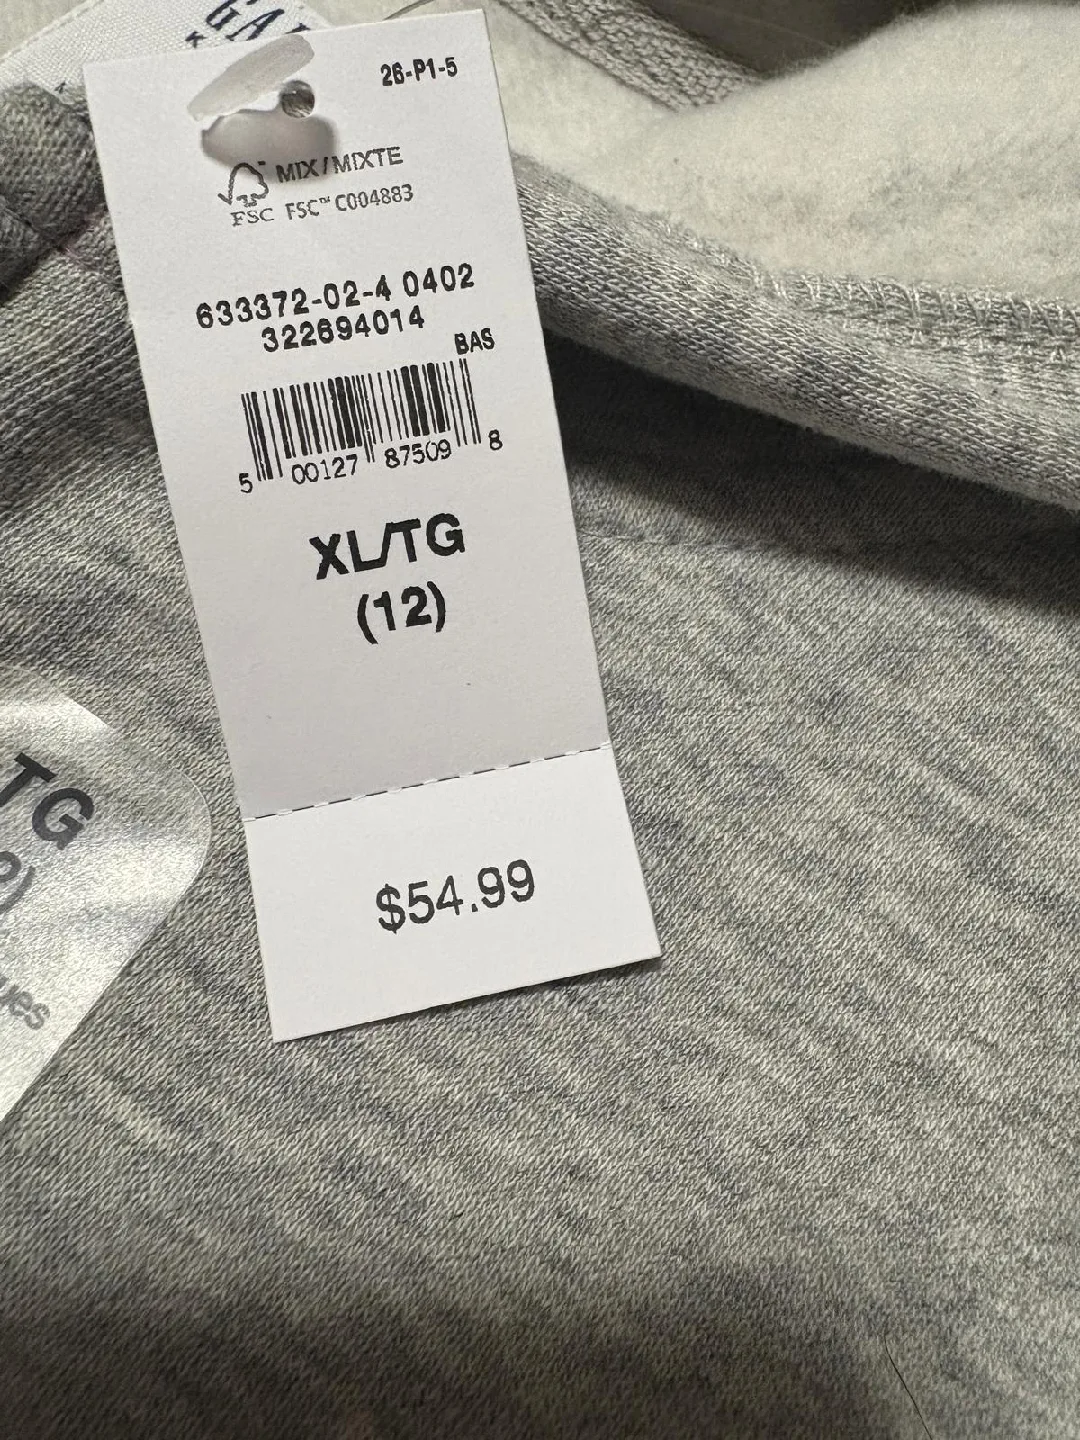 GAP
26-P1-5
MIX/MIXTE
FSC FSC™ C004883
633372-02-4 0402
322694014
BAS
5 00127 87509 8
XL/TG
(12)
$54.99
TG